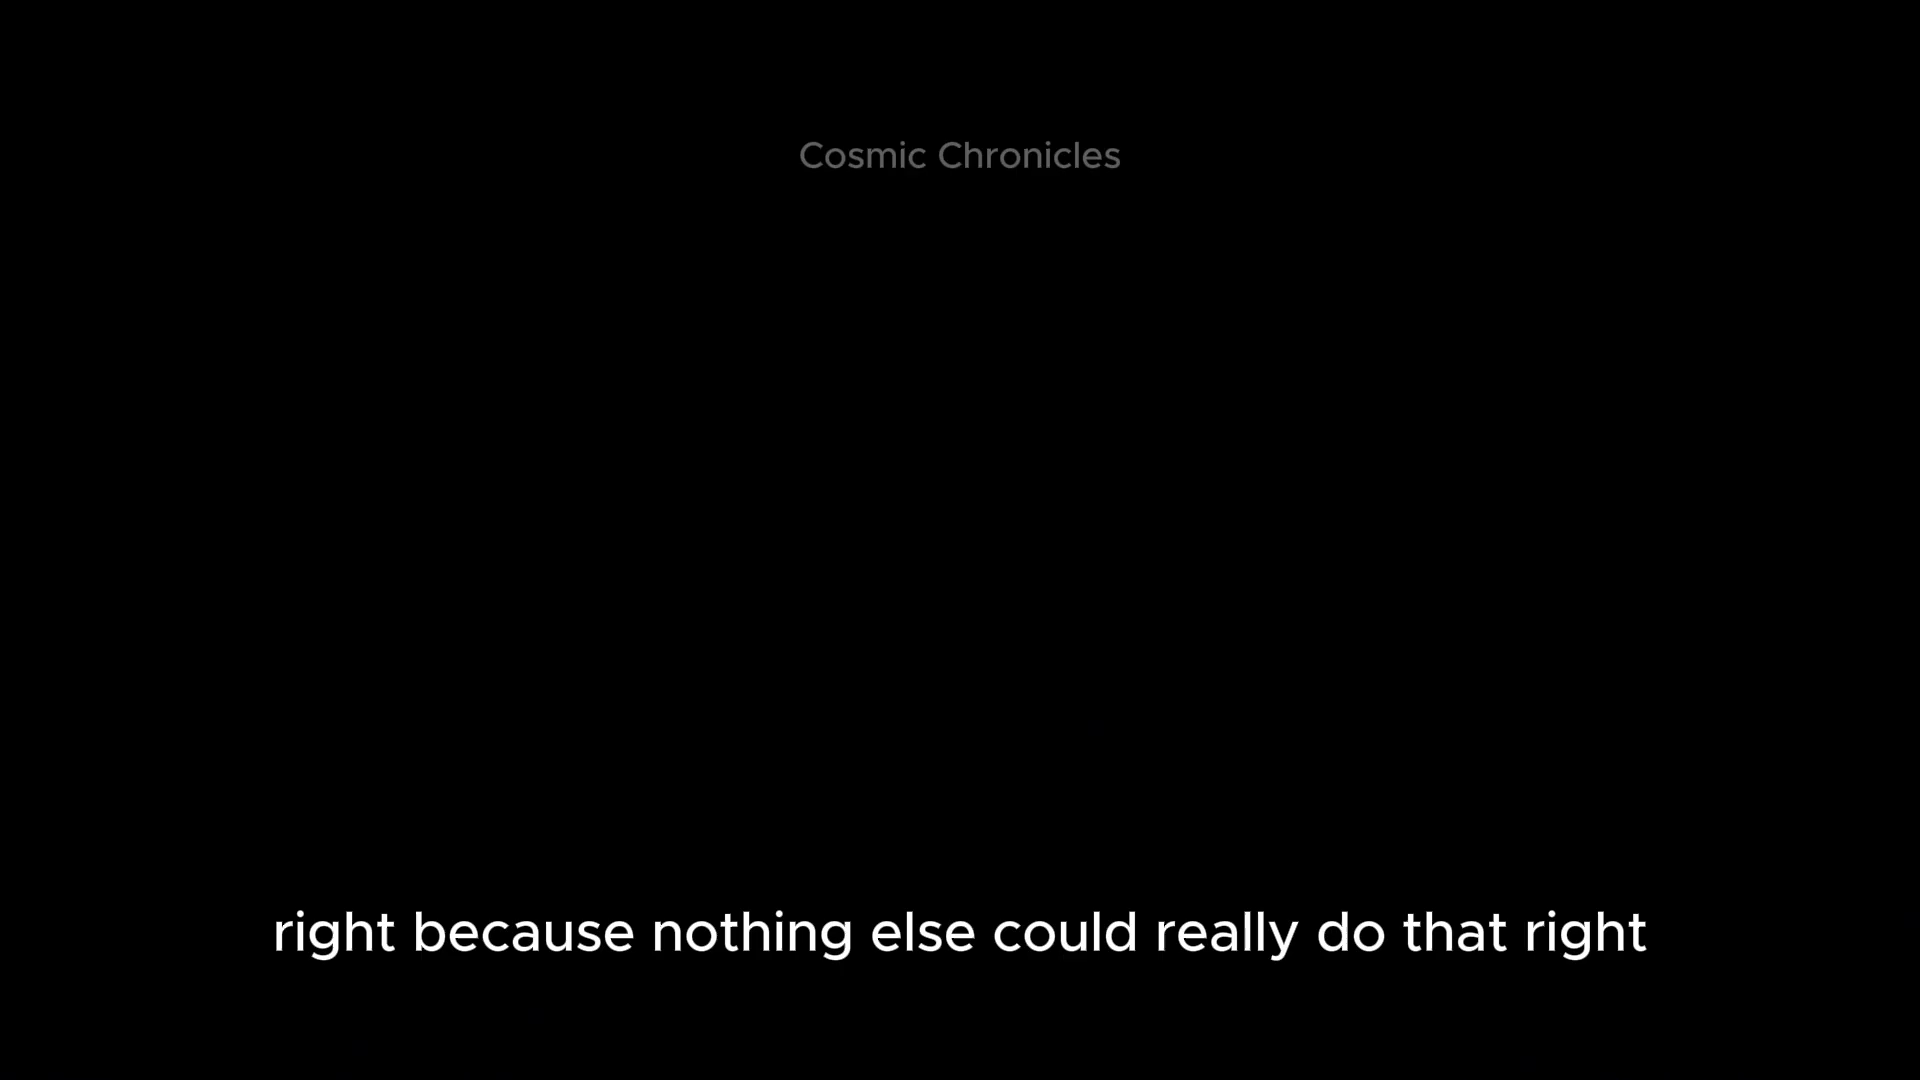 Cosmic Chronicles
right because nothing else could really do that right